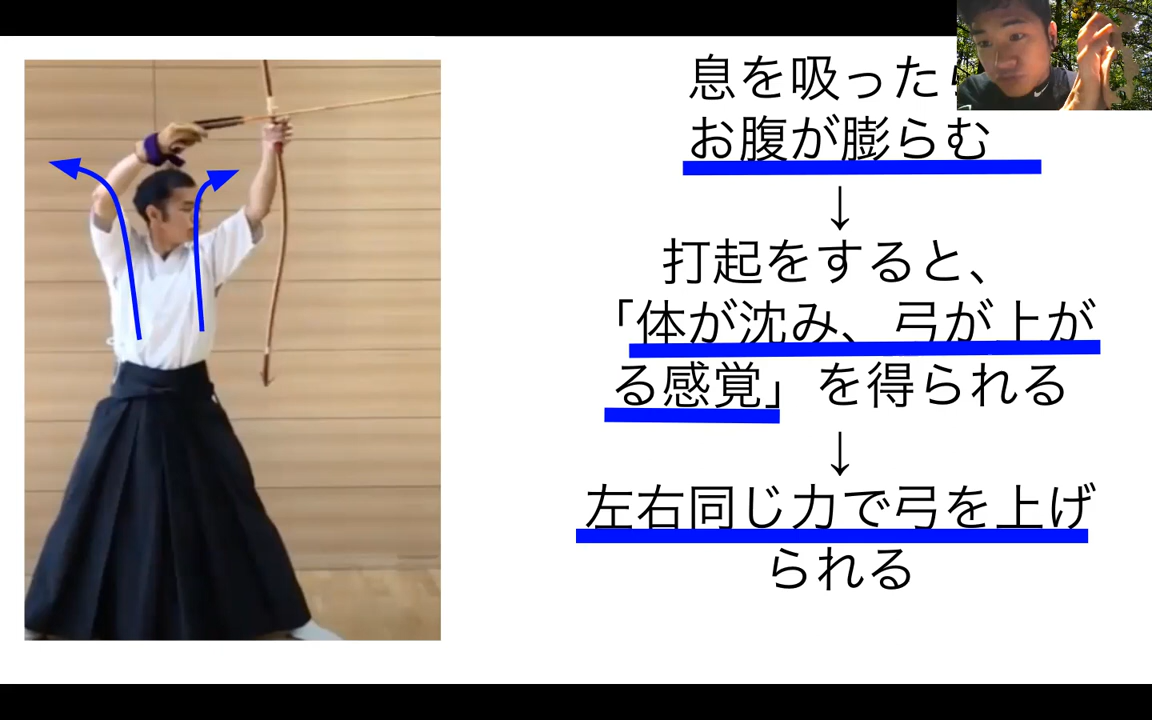 息を吸った
お腹が膨らむ
↓
打起をすると、
「体が沈み、弓が上が
る感覚」を得られる
↓
左右同じ力で弓を上げ
られる